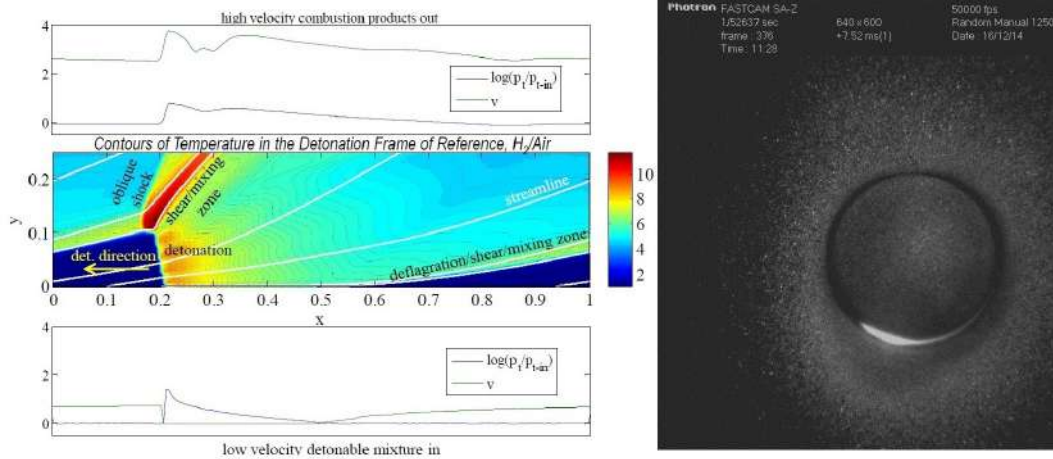 high velocity combustion products out
4
2
0
log(p_t/p_t-in)
v
Contours of Temperature in the Detonation Frame of Reference, H_2/Air
0.2
0.1
0
y
oblique shock
shear/mixing zone
streamline
detonation
det. direction
deflagration/shear/mixing zone
10
8
6
4
2
0 0.1 0.2 0.3 0.4 0.5 0.6 0.7 0.8 0.9 1
x
4
2
0
log(p_t/p_t-in)
v
low velocity detonable mixture in
Photron FASTCAM SA-Z 50000 fps
1/52637 sec 640 x 600 Random Manual 1250
frame : 376 +7.52 ms(1) Date : 16/12/14
Time : 11:28